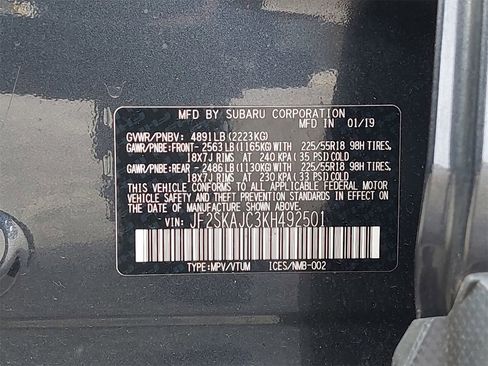 MFD BY SUBARU CORPORATION
MFD IN JAPAN 01/19
GVWR/PNBV: 4891LB(2223KG)
GAWR/PNBE:FRONT- 2563LB(1165KG)WITH 225/55R18 98H TIRES,
18X7J RIMS AT 240 KPA(35 PSI)COLD
GAWR/PNBE:REAR - 2486LB(1130KG)WITH 225/55R18 98H TIRES,
18X7J RIMS AT 230 KPA(33 PSI)COLD
THIS VEHICLE CONFORMS TO ALL APPLICABLE
FEDERAL MOTOR VEHICLE SAFETY AND BUMPER
STANDARDS IN EFFECT ON THE DATE OF
MANUFACTURE SHOWN ABOVE.
VIN: JF2SKAJC3KH492501
TYPE:MPV/VTUM ICES/NMB-002